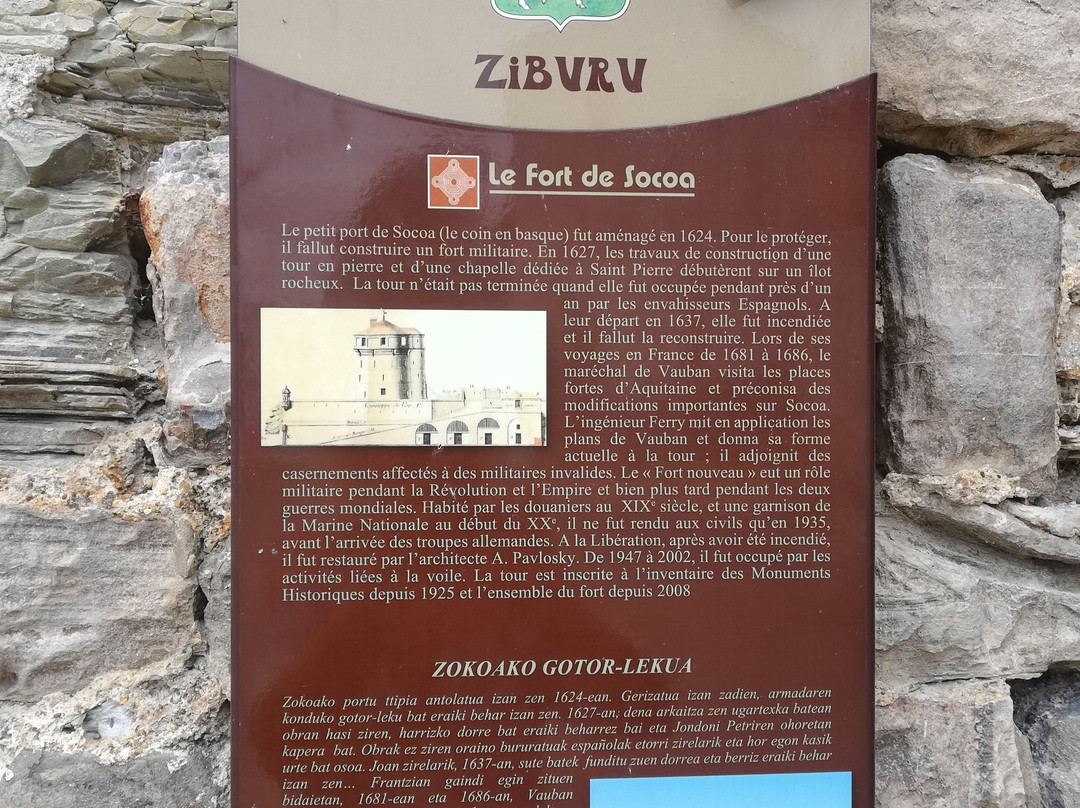 ZiBURU
Le Fort de Socoa
Le petit port de Socoa (le coin en basque) fut aménagé en 1624. Pour le protéger,
il fallut construire un fort militaire. En 1627, les travaux de construction d'une
tour en pierre et d'une chapelle dédiée à Saint Pierre débutèrent sur un îlot
rocheux. La tour n'était pas terminée quand elle fut occupée pendant près d'un
an par les envahisseurs Espagnols. A
leur départ en 1637, elle fut incendiée
et il fallut la reconstruire. Lors de ses
voyages en France de 1681 à 1686, le
maréchal de Vauban visita les places
fortes d'Aquitaine et préconisa des
modifications importantes sur Socoa.
L'ingénieur Ferry mit en application les
plans de Vauban et donna sa forme
actuelle à la tour ; il adjoignit des
casernements affectés à des militaires invalides. Le « Fort nouveau » eut un rôle
militaire pendant la Révolution et l'Empire et bien plus tard pendant les deux
guerres mondiales. Habité par les douaniers au XIXe siècle, et une garnison de
la Marine Nationale au début du XXe, il ne fut rendu aux civils qu'en 1935,
avant l'arrivée des troupes allemandes. A la Libération, après avoir été incendié,
il fut restauré par l'architecte A. Pavlosky. De 1947 à 2002, il fut occupé par les
activités liées à la voile. La tour est inscrite à l'inventaire des Monuments
Historiques depuis 1925 et l'ensemble du fort depuis 2008
ZOKOAKO GOTOR-LEKUA
Zokoako portu ttipia antolatua izan zen 1624-ean. Gerizatua izan zadien, armadaren
konduko gotor-leku bat eraiki behar izan zen. 1627-an, dena arkaitza zen ugartexka batean
obran hasi ziren, harrizko dorre bat eraiki beharrez bai eta Jondoni Petriren ohoretan
kapera bat. Obrak ez ziren oraino bururatuak españolak etorri zirelarik eta hor egon kasik
urte bat osoa. Joan zirelarik, 1637-an, sute batek funditu zuen dorrea eta berriz eraiki behar
izan zen... Frantzian gaindi egin zituen
bidaietan, 1681-ean eta 1686-an, Vauban